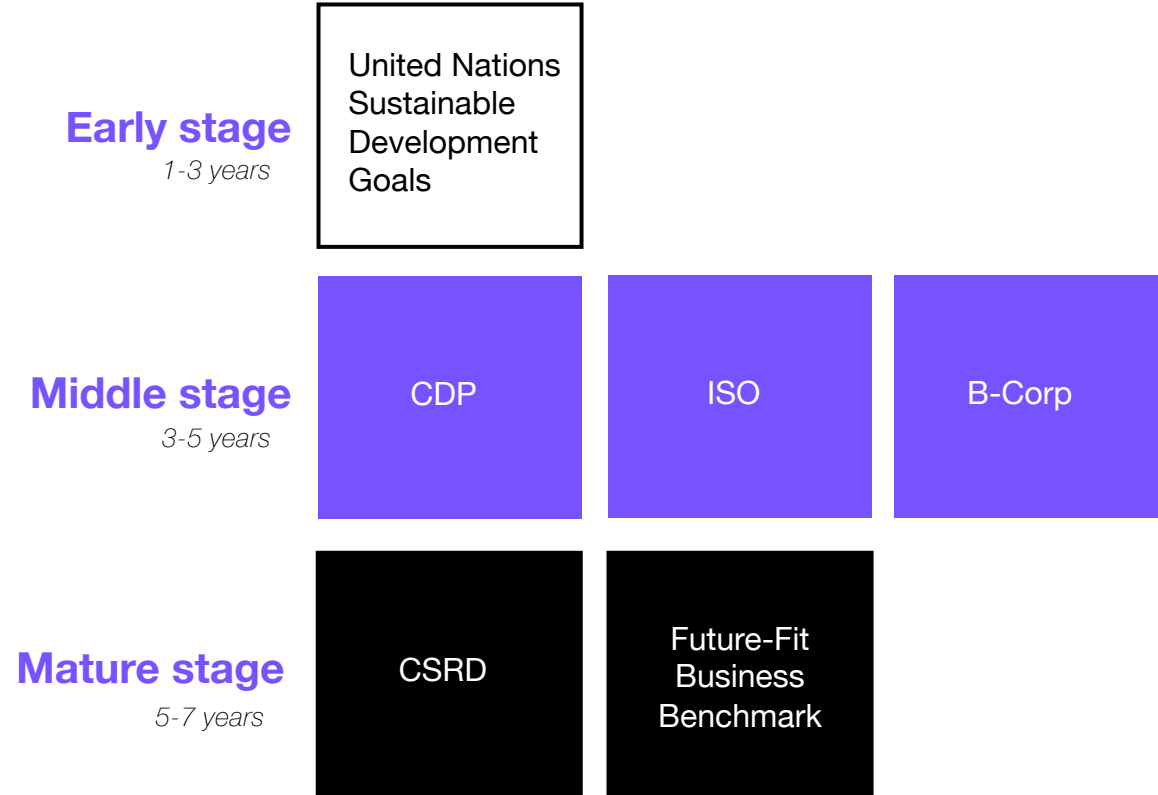 Early stage
1-3 years
United Nations
Sustainable
Development
Goals
Middle stage
3-5 years
CDP
ISO
B-Corp
Mature stage
5-7 years
CSRD
Future-Fit
Business
Benchmark